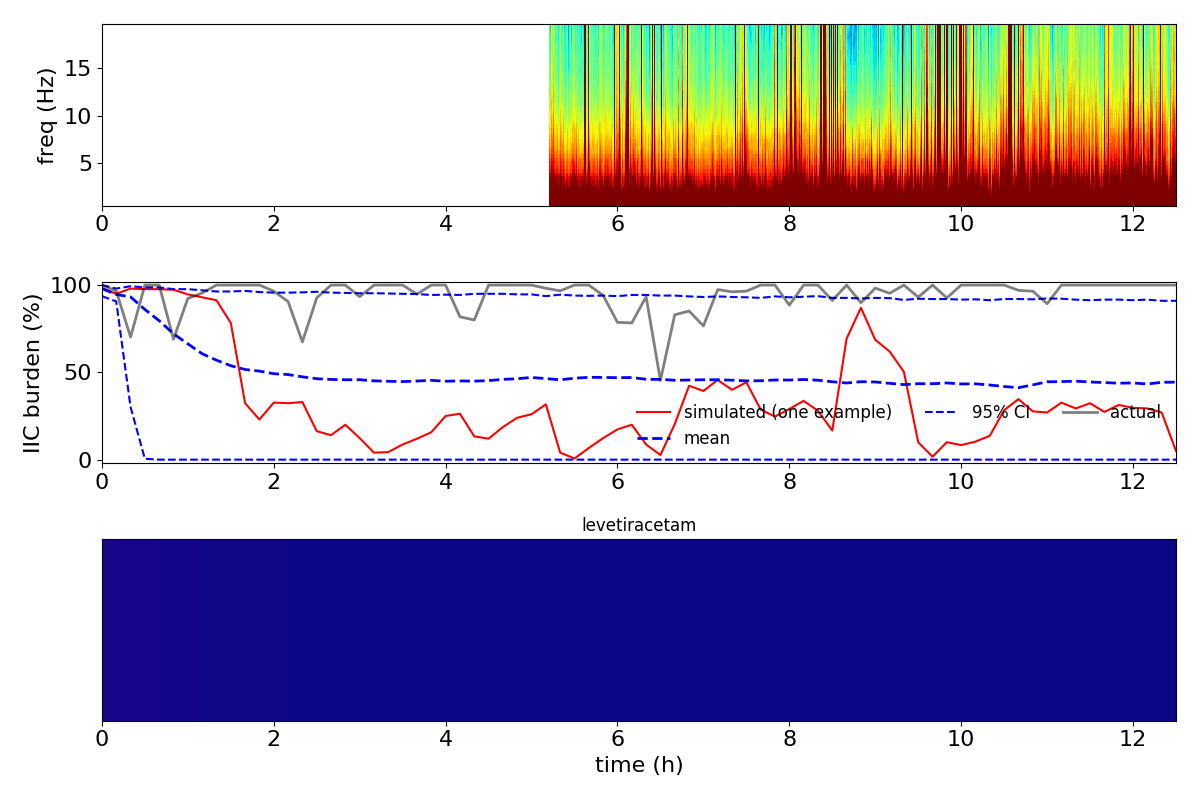 freq (Hz)
15
10
5
0 2 4 6 8 10 12
IIC burden (%)
100
50
0
simulated (one example) 95% CI actual
mean
0 2 4 6 8 10 12
levetiracetam
0 2 4 6 8 10 12
time (h)